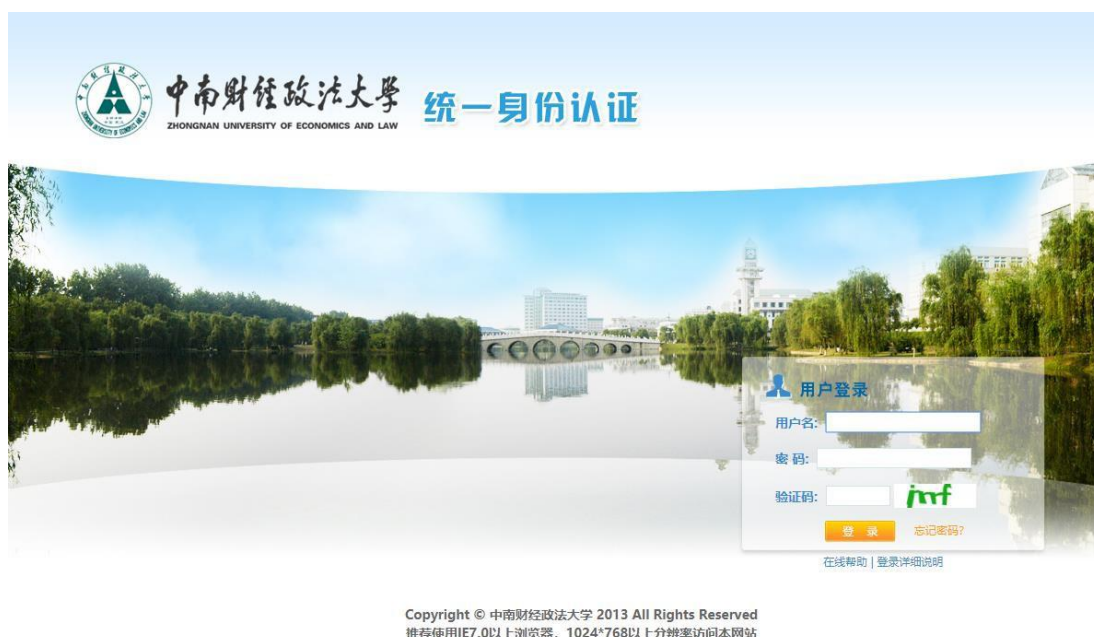 中南财经政法大学
ZHONGNAN UNIVERSITY OF ECONOMICS AND LAW
统一身份认证
用户登录
用户名:
密 码:
验证码:
登 录 忘记密码?
在线帮助 | 登录详细说明
Copyright © 中南财经政法大学 2013 All Rights Reserved
推荐使用IE7.0以上浏览器，1024*768以上分辨率访问本网站